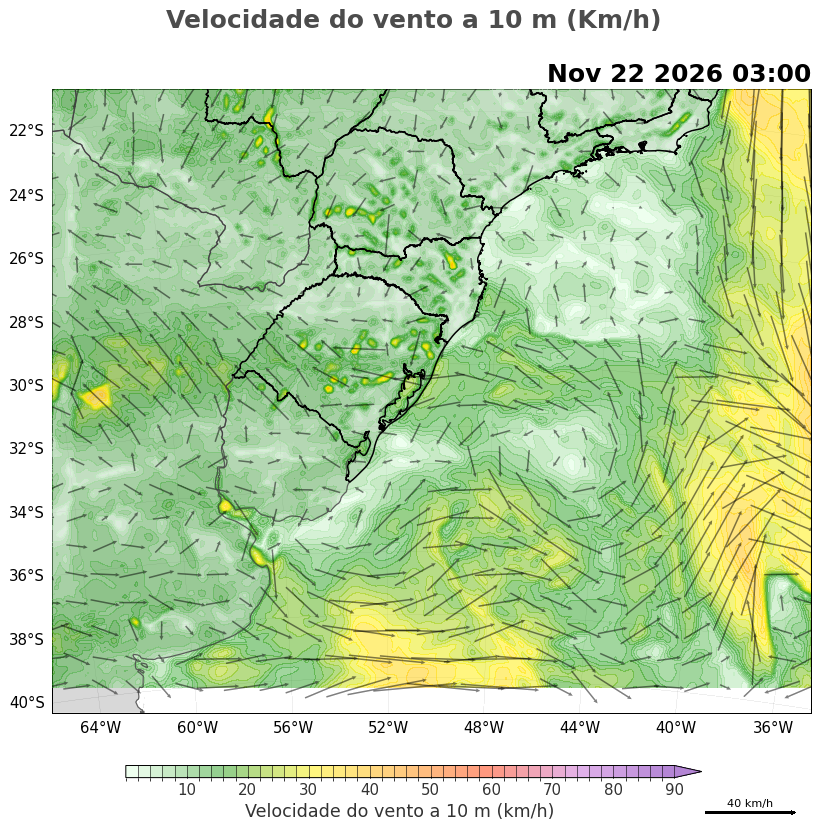 Velocidade do vento a 10 m (Km/h)
Nov 22 2026 03:00
22°S
24°S
26°S
28°S
30°S
32°S
34°S
36°S
38°S
40°S
64°W 60°W 56°W 52°W 48°W 44°W 40°W 36°W
10 20 30 40 50 60 70 80 90
Velocidade do vento a 10 m (km/h)
40 km/h